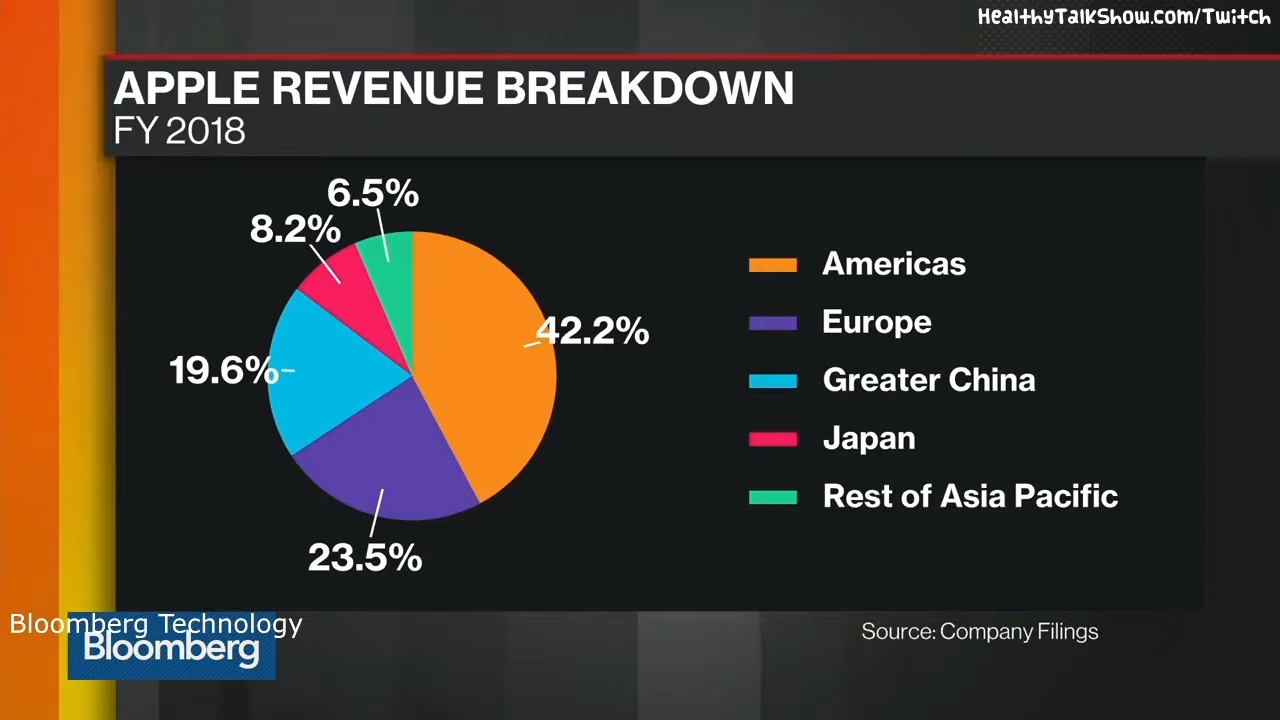 HealthyTalkShow.com/Twitch
APPLE REVENUE BREAKDOWN
FY 2018
6.5%
8.2%
42.2%
19.6%
23.5%
Americas
Europe
Greater China
Japan
Rest of Asia Pacific
Bloomberg Technology
Bloomberg
Source: Company Filings